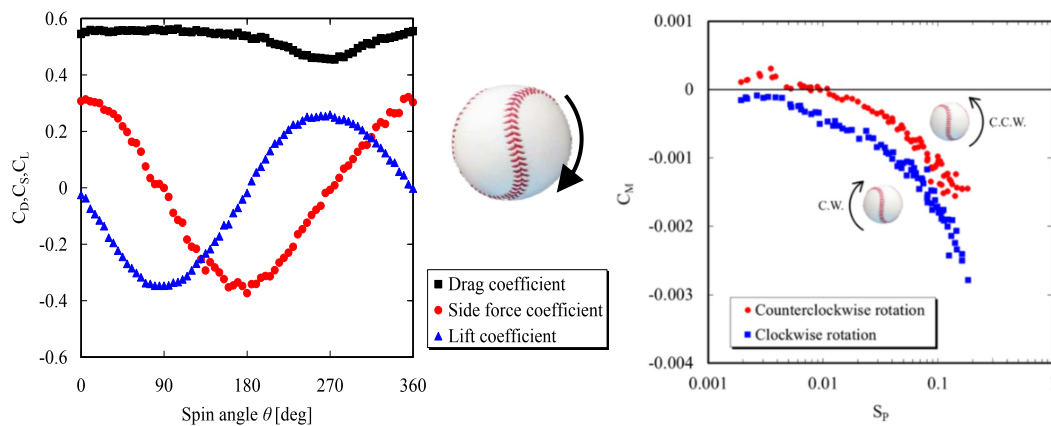 0.6
0.4
0.2
0
-0.2
-0.4
-0.6
C_D,C_S,C_L
0 90 180 270 360
Spin angle θ [deg]
Drag coefficient
Side force coefficient
Lift coefficient
0.001
0
-0.001
-0.002
-0.003
-0.004
C_M
C.C.W.
C.W.
Counterclockwise rotation
Clockwise rotation
0.001 0.01 0.1
S_P